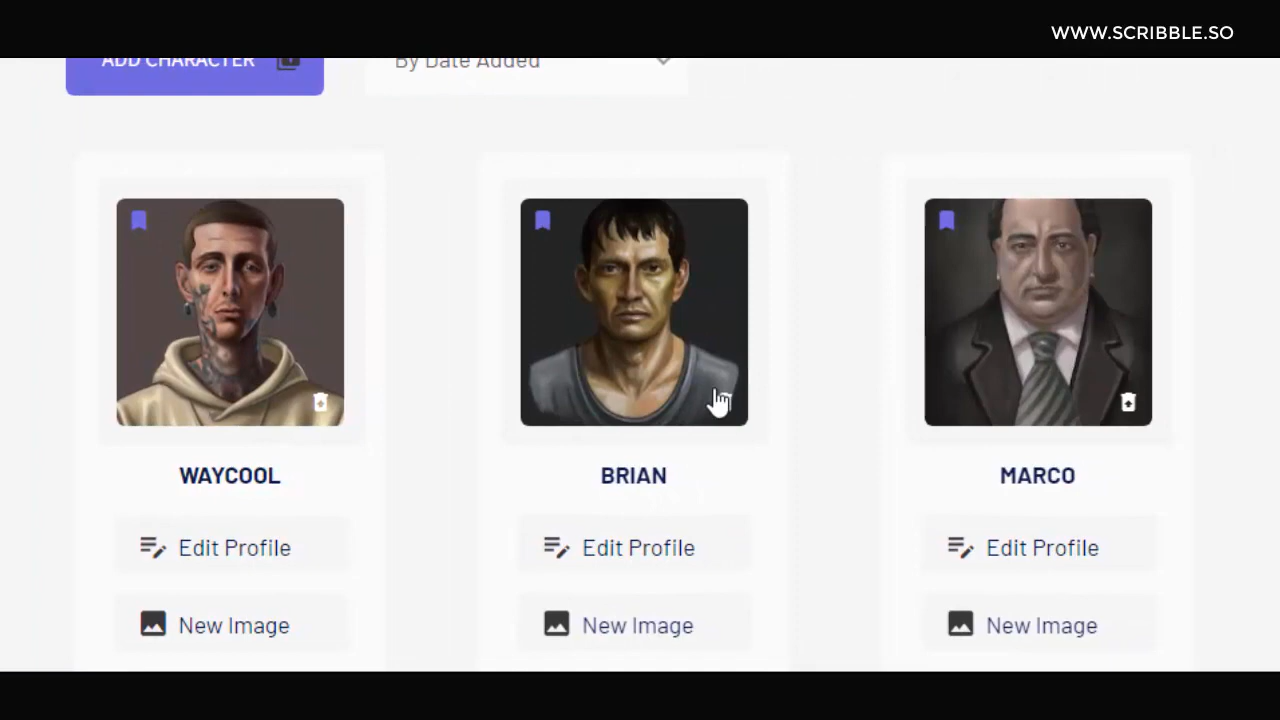 WWW.SCRIBBLE.SO
ADD CHARACTER
By Date Added
WAYCOOL
BRIAN
MARCO
Edit Profile
Edit Profile
Edit Profile
New Image
New Image
New Image